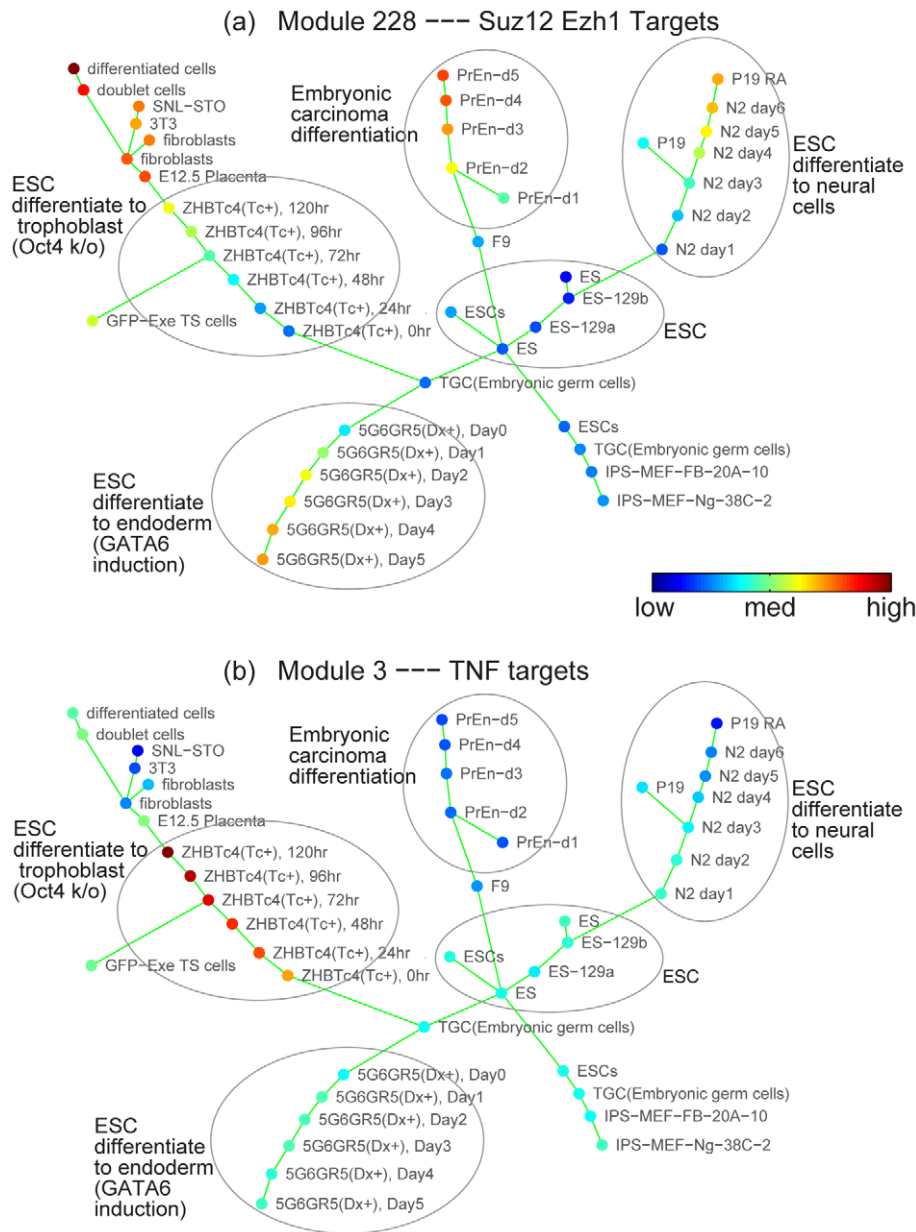 (a) Module 228 −−− Suz12 Ezh1 Targets
differentiated cells
doublet cells
SNL−STO
3T3
fibroblasts
fibroblasts
E12.5 Placenta
ESC
differentiate to
trophoblast
(Oct4 k/o)
ZHBTc4(Tc+), 120hr
ZHBTc4(Tc+), 96hr
ZHBTc4(Tc+), 72hr
ZHBTc4(Tc+), 48hr
ZHBTc4(Tc+), 24hr
ZHBTc4(Tc+), 0hr
GFP−Exe TS cells
Embryonic
carcinoma
differentiation
PrEn−d5
PrEn−d4
PrEn−d3
PrEn−d2
PrEn−d1
F9
P19 RA
N2 day6
N2 day5
N2 day4
P19
N2 day3
N2 day2
N2 day1
ESC
differentiate
to neural
cells
ES
ES−129b
ESCs
ES−129a
ES
ESC
TGC(Embryonic germ cells)
5G6GR5(Dx+), Day0
5G6GR5(Dx+), Day1
5G6GR5(Dx+), Day2
5G6GR5(Dx+), Day3
5G6GR5(Dx+), Day4
5G6GR5(Dx+), Day5
ESC
differentiate
to endoderm
(GATA6
induction)
ESCs
TGC(Embryonic germ cells)
IPS−MEF−FB−20A−10
IPS−MEF−Ng−38C−2
low med high
(b) Module 3 −−− TNF targets
differentiated cells
doublet cells
SNL−STO
3T3
fibroblasts
fibroblasts
E12.5 Placenta
ESC
differentiate to
trophoblast
(Oct4 k/o)
ZHBTc4(Tc+), 120hr
ZHBTc4(Tc+), 96hr
ZHBTc4(Tc+), 72hr
ZHBTc4(Tc+), 48hr
ZHBTc4(Tc+), 24hr
ZHBTc4(Tc+), 0hr
GFP−Exe TS cells
Embryonic
carcinoma
differentiation
PrEn−d5
PrEn−d4
PrEn−d3
PrEn−d2
PrEn−d1
F9
P19 RA
N2 day6
N2 day5
N2 day4
P19
N2 day3
N2 day2
N2 day1
ESC
differentiate
to neural
cells
ES
ES−129b
ESCs
ES−129a
ES
ESC
TGC(Embryonic germ cells)
5G6GR5(Dx+), Day0
5G6GR5(Dx+), Day1
5G6GR5(Dx+), Day2
5G6GR5(Dx+), Day3
5G6GR5(Dx+), Day4
5G6GR5(Dx+), Day5
ESC
differentiate
to endoderm
(GATA6
induction)
ESCs
TGC(Embryonic germ cells)
IPS−MEF−FB−20A−10
IPS−MEF−Ng−38C−2